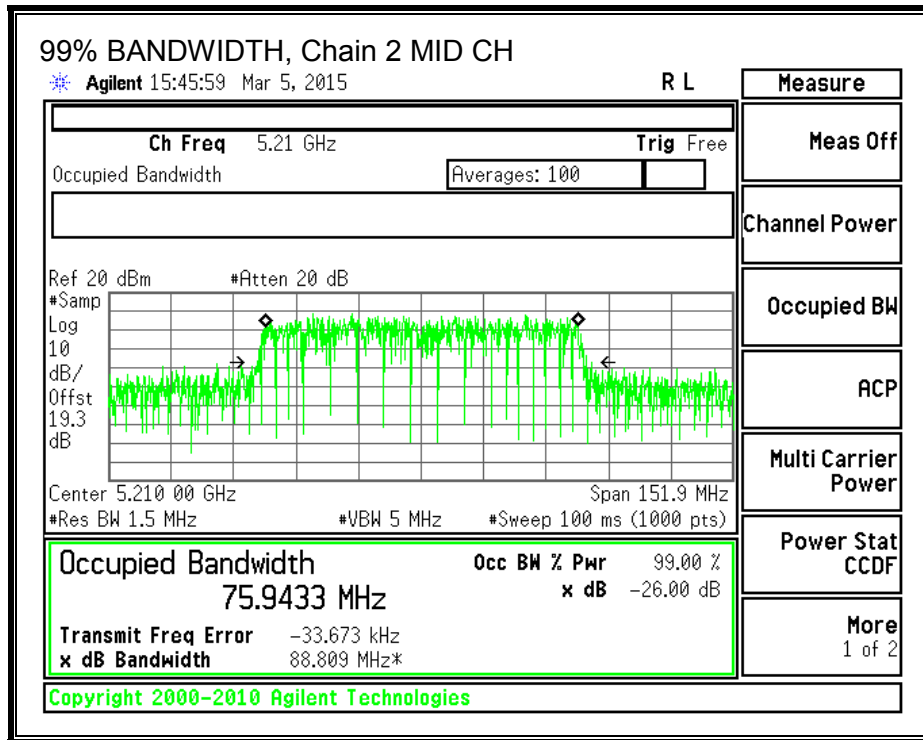 99% BANDWIDTH, Chain 2 MID CH
Agilent 15:45:59 Mar 5, 2015 R L
Measure
Ch Freq 5.21 GHz Trig Free
Meas Off
Occupied Bandwidth Averages: 100
Channel Power
Ref 20 dBm #Atten 20 dB
#Samp
Log
10
dB/
Offst
19.3
dB
Occupied BW
ACP
Multi Carrier
Power
Center 5.210 00 GHz Span 151.9 MHz
#Res BW 1.5 MHz #VBW 5 MHz #Sweep 100 ms (1000 pts)
Power Stat
CCDF
Occupied Bandwidth Occ BW % Pwr 99.00 %
75.9433 MHz x dB -26.00 dB
Transmit Freq Error -33.673 kHz
x dB Bandwidth 88.809 MHz*
More
1 of 2
Copyright 2000-2010 Agilent Technologies